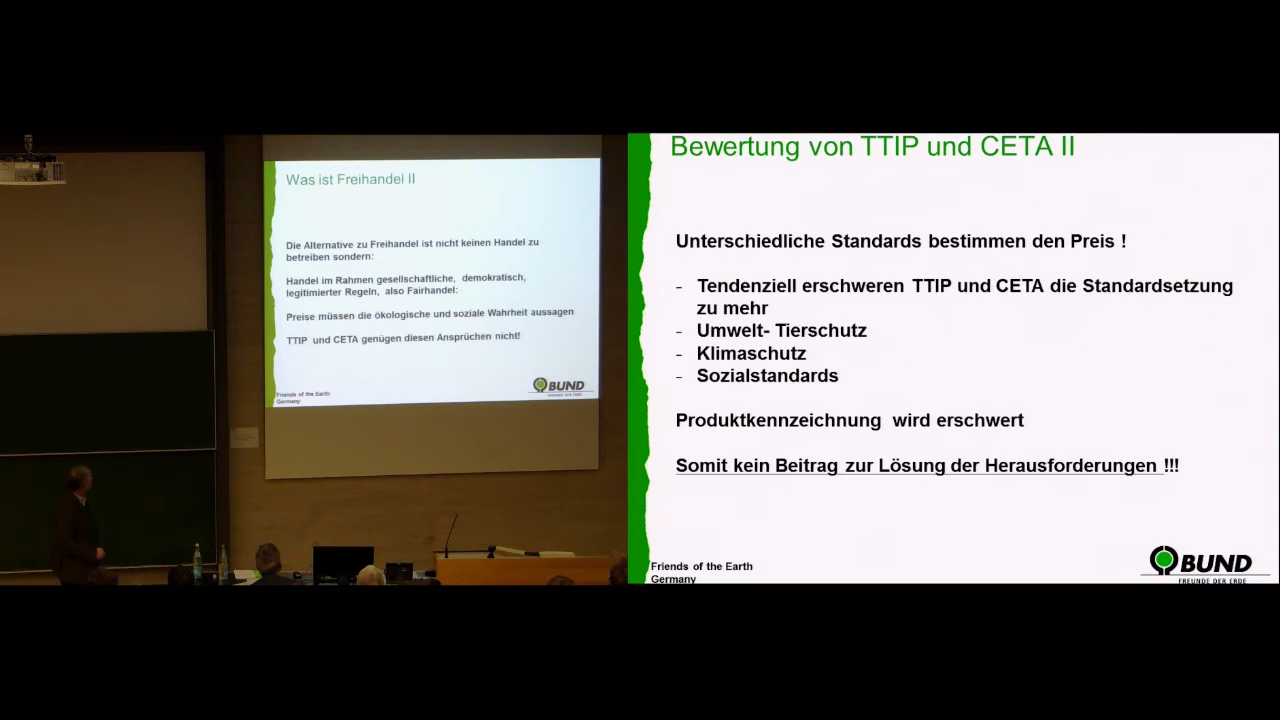 Was ist Freihandel II
Die Alternative zu Freihandel ist nicht keinen Handel zu
betreiben sondern:
Handel im Rahmen gesellschaftliche, demokratisch,
legitimierter Regeln, also Fairhandel:
Preise müssen die ökologische und soziale Wahrheit aussagen
TTIP und CETA genügen diesen Ansprüchen nicht!
Friends of the Earth
Germany
BUND
Bewertung von TTIP und CETA II
Unterschiedliche Standards bestimmen den Preis !
- Tendenziell erschweren TTIP und CETA die Standardsetzung
zu mehr
- Umwelt- Tierschutz
- Klimaschutz
- Sozialstandards
Produktkennzeichnung wird erschwert
Somit kein Beitrag zur Lösung der Herausforderungen !!!
Friends of the Earth
Germany
BUND
FREUNDE DER ERDE